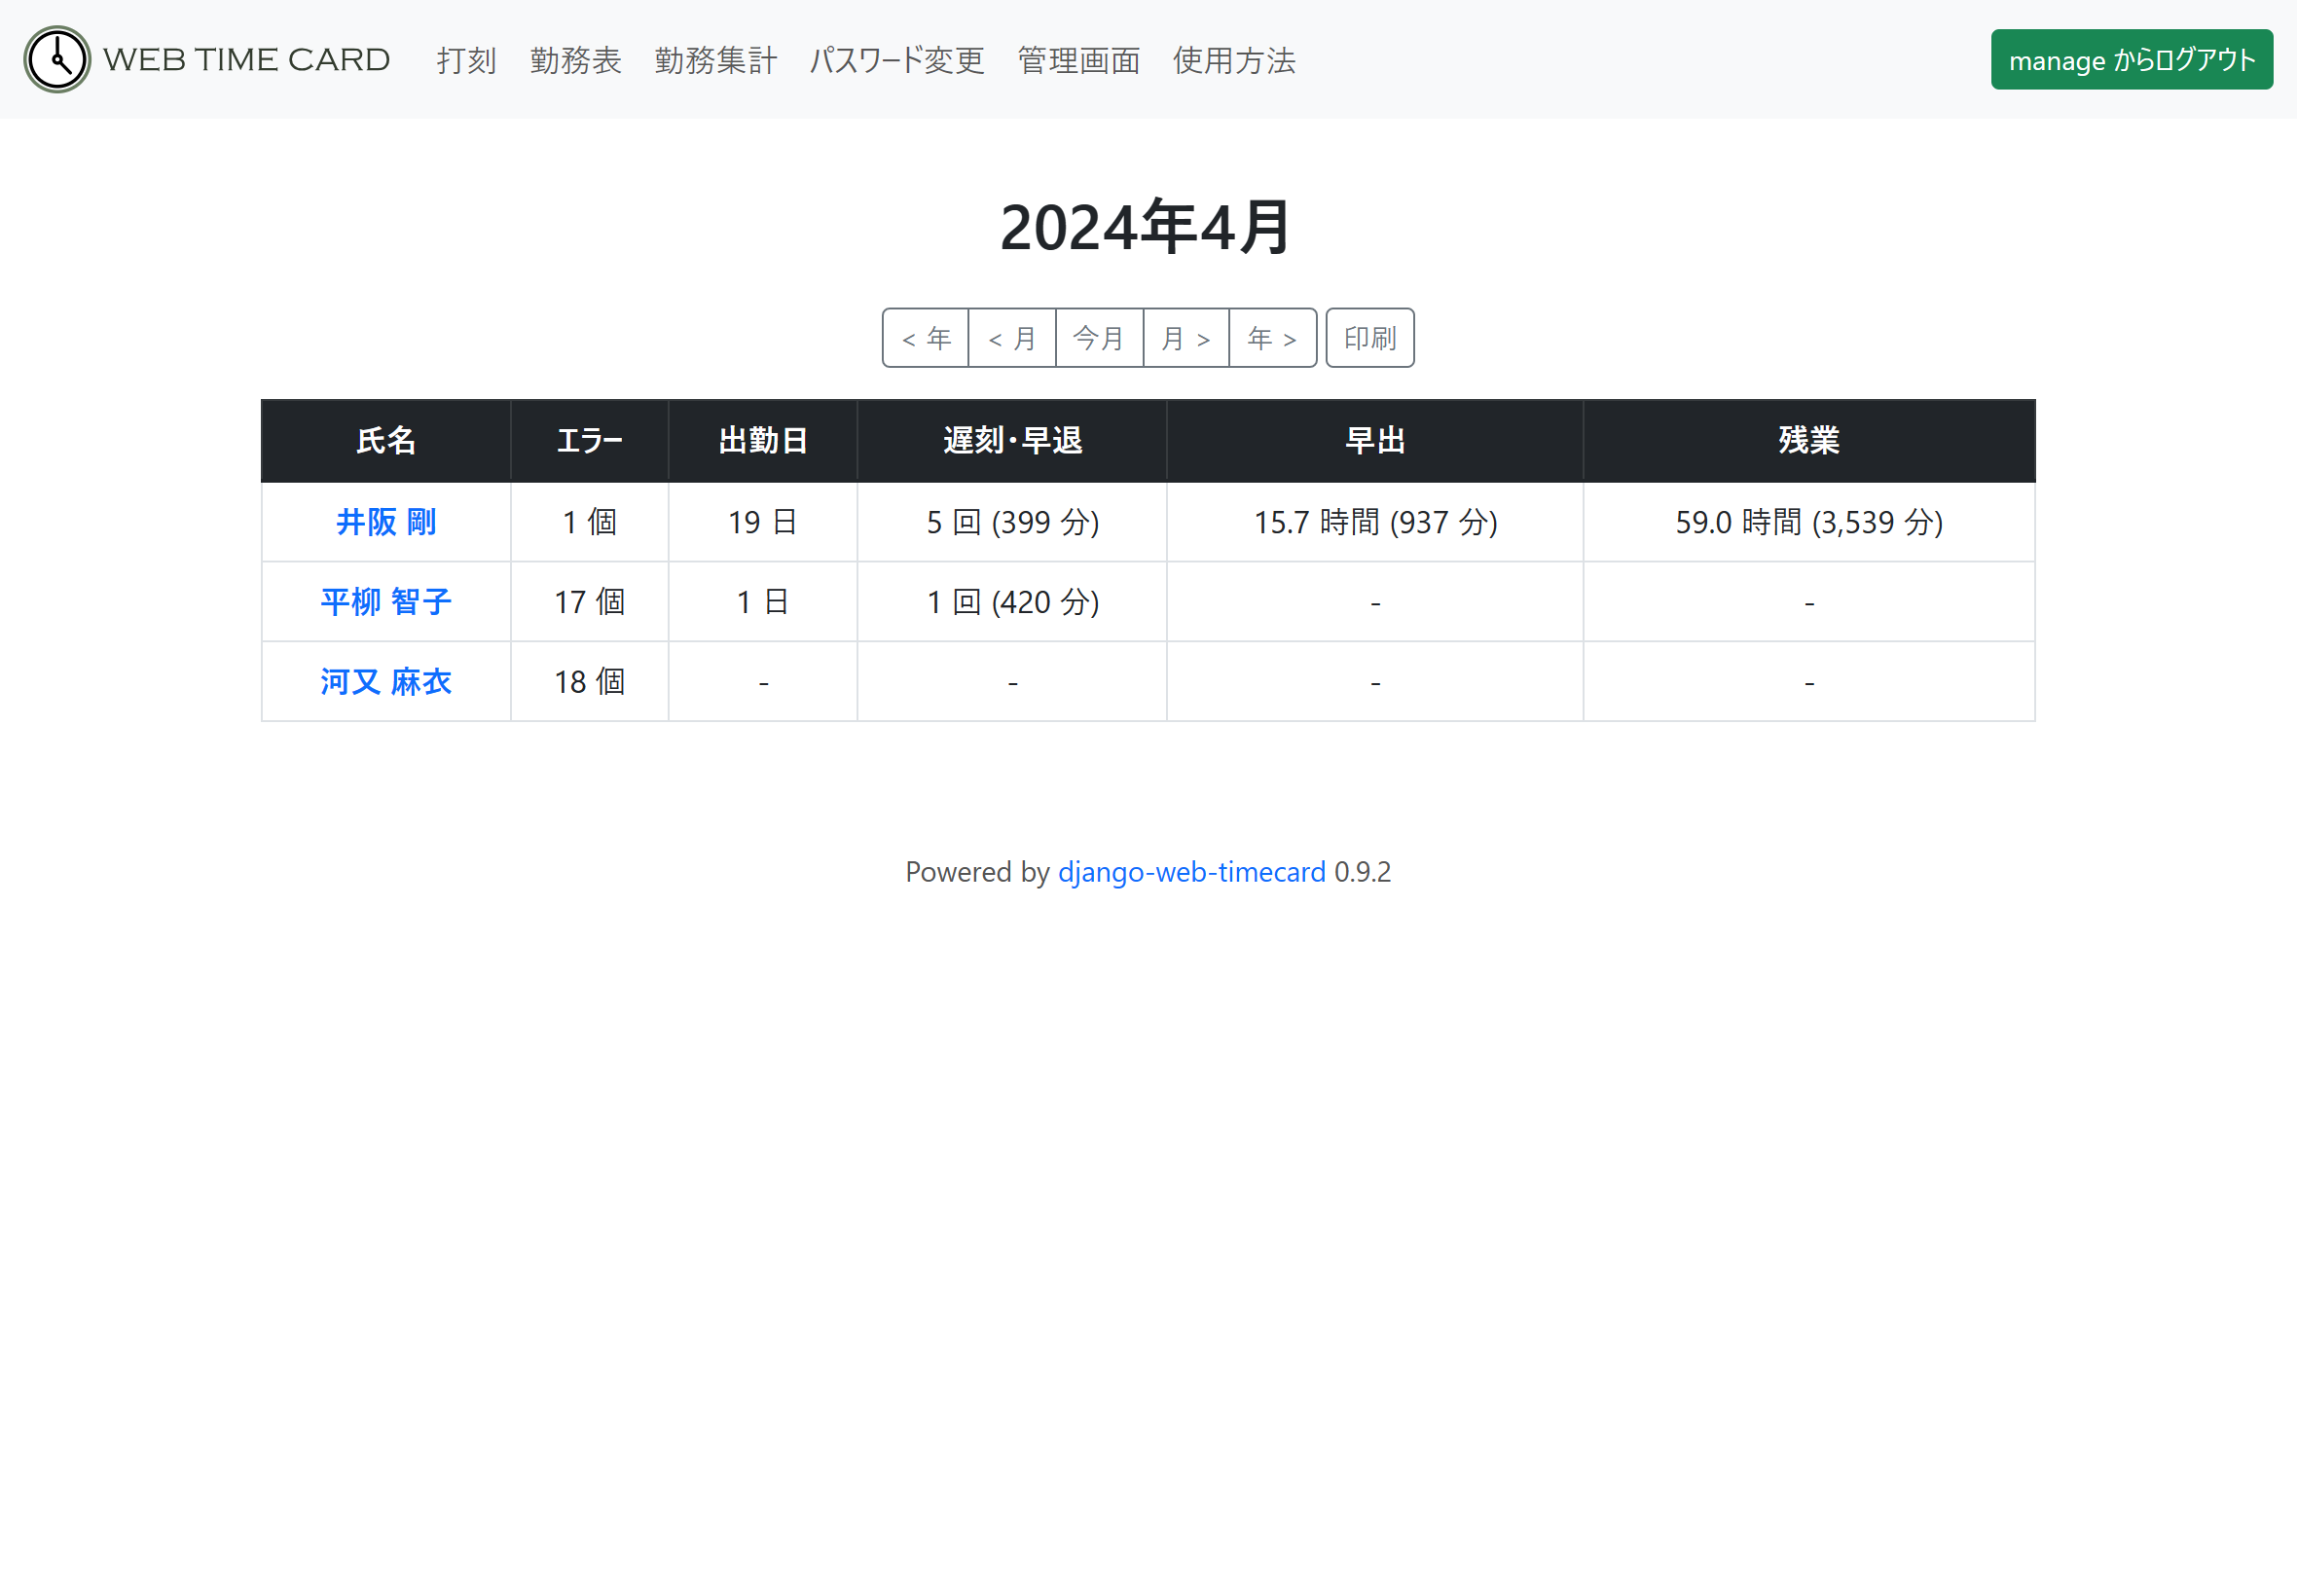 WEB TIME CARD 打刻 勤務表 勤務集計 パスワード変更 管理画面 使用方法 manage からログアウト
2024年4月
< 年 < 月 今月 月 > 年 > 印刷
氏名 エラー 出勤日 遅刻・早退 早出 残業
井阪 剛 1 個 19 日 5 回 (399 分) 15.7 時間 (937 分) 59.0 時間 (3,539 分)
平柳 智子 17 個 1 日 1 回 (420 分) - -
河又 麻衣 18 個 - - - -
Powered by django-web-timecard 0.9.2